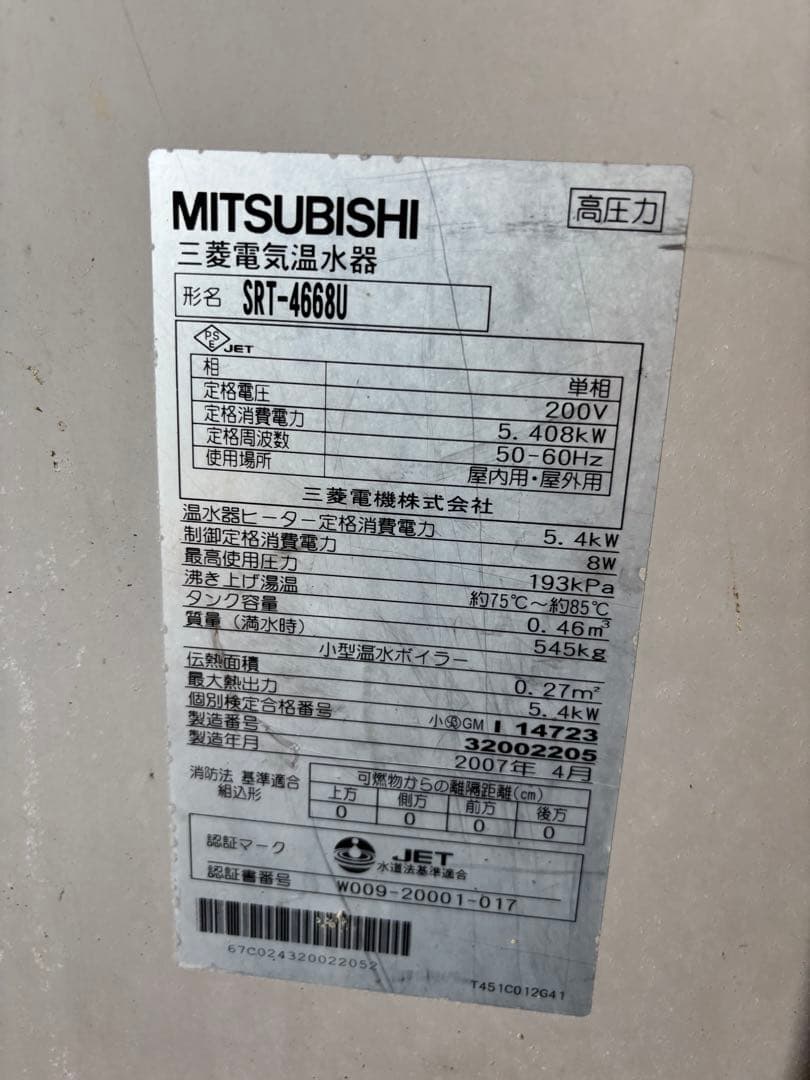 MITSUBISHI 高圧力
三菱電気温水器
形名 SRT-4668U
PS E JET
相 単相
定格電圧 200V
定格消費電力 5.408kW
定格周波数 50-60Hz
使用場所 屋内用・屋外用
三菱電機株式会社
温水器ヒーター定格消費電力 5.4kW
制御定格消費電力 8W
最高使用圧力 193kPa
沸き上げ湯温 約75℃～約85℃
タンク容量 0.46m³
質量（満水時） 545kg
小型温水ボイラー
伝熱面積 0.27m²
最大熱出力 5.4kW
個別検定合格番号 小GM I 14723
製造番号 32002205
製造年月 2007年 4月
消防法 基準適合 可燃物からの離隔距離(cm)
組込形 上方 側方 前方 後方
0 0 0 0
認証マーク JET
水道法基準適合
認証書番号 W009-20001-017
67C024320022052
T451C012G41